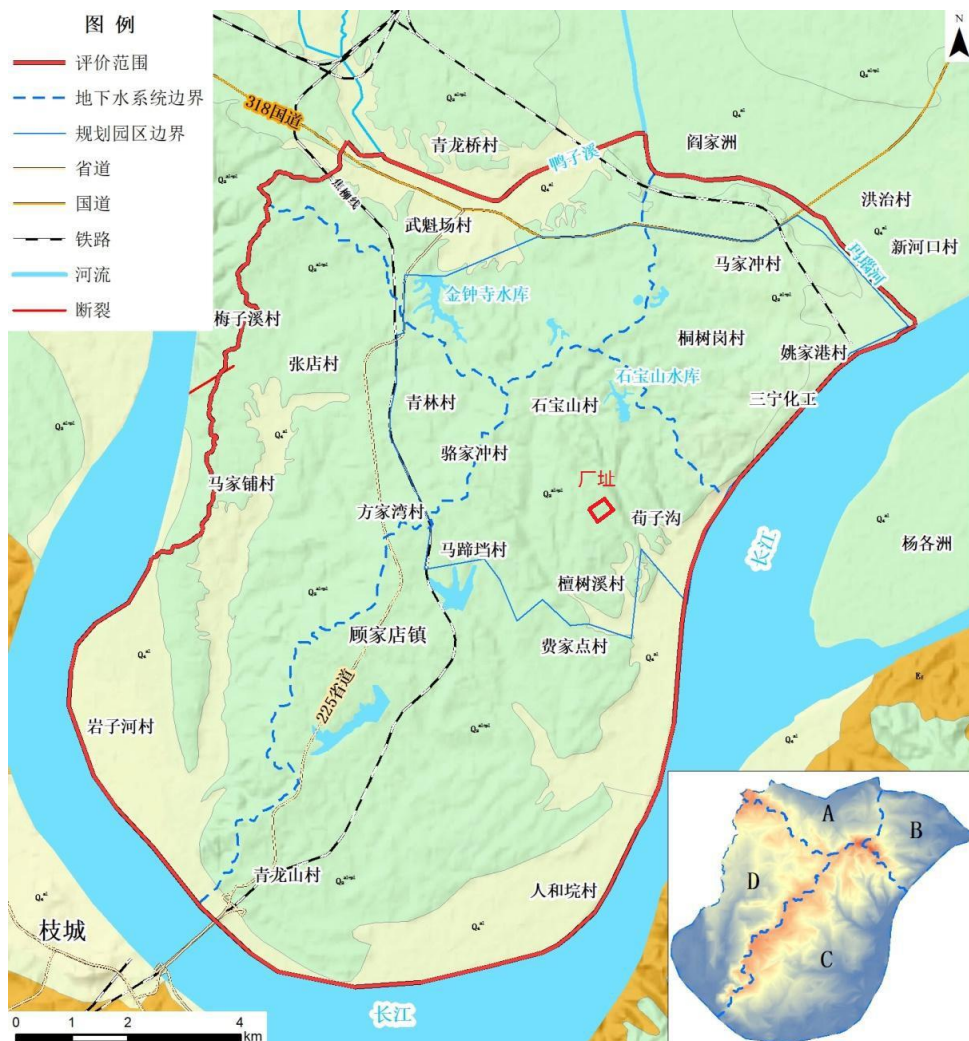 图 例
评价范围
地下水系统边界
规划园区边界
省道
国道
铁路
河流
断裂
N
318国道
焦柳线
青龙桥村
鸭子溪
阎家洲
洪治村
新河口村
玛瑙河
武魁场村
马家冲村
金钟寺水库
梅子溪村
张店村
桐树岗村
姚家港村
石宝山水库
三宁化工
青林村
石宝山村
骆家冲村
马家铺村
方家湾村
厂址
荀子沟
长江
杨各洲
马蹄垱村
檀树溪村
顾家店镇
费家点村
225省道
岩子河村
青龙山村
人和垸村
枝城
长江
A
B
D
C
0 1 2 4
km